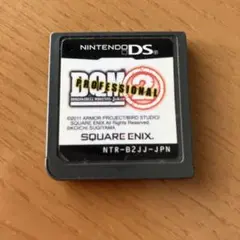 NINTENDO DS
DQM 2
PROFESSIONAL
©2011 ARMOR PROJECT/BIRD STUDIO/
SQUARE ENIX All Rights Reserved.
©KOICHI SUGIYAMA
SQUARE ENIX.
NTR-B2JJ-JPN